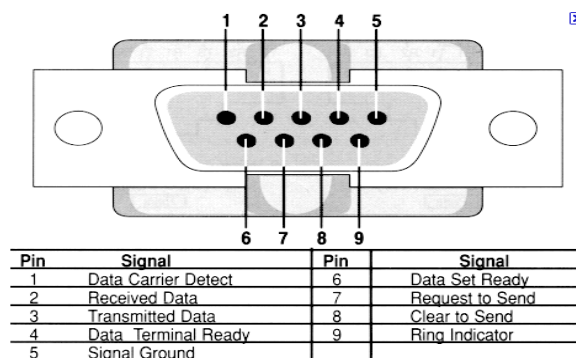 1 2 3 4 5
6 7 8 9
Pin Signal Pin Signal
1 Data Carrier Detect 6 Data Set Ready
2 Received Data 7 Request to Send
3 Transmitted Data 8 Clear to Send
4 Data Terminal Ready 9 Ring Indicator
5 Signal Ground